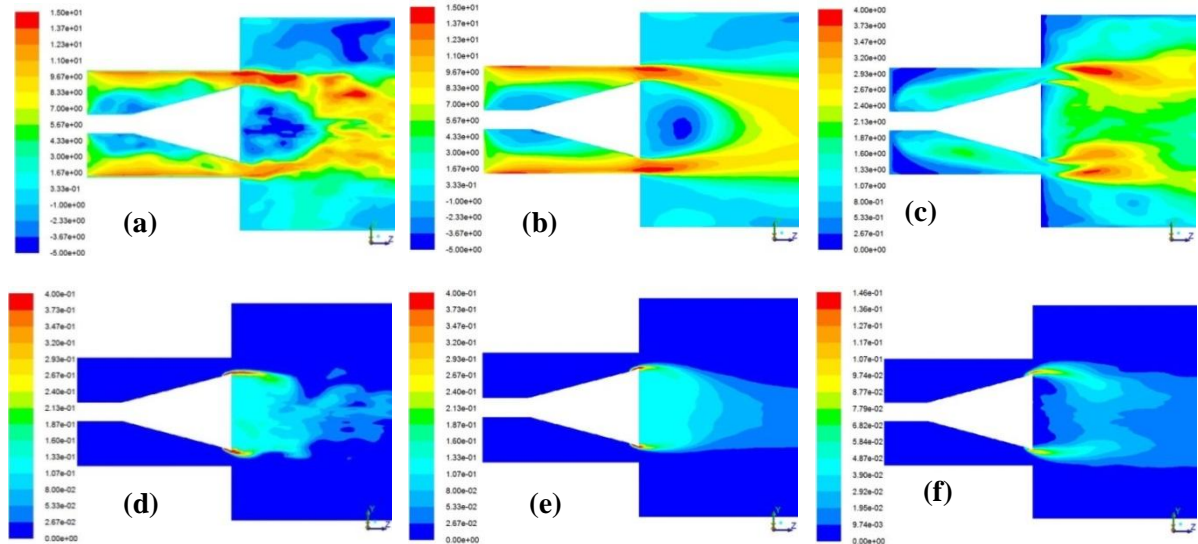 1.50e+01
1.37e+01
1.23e+01
1.10e+01
9.67e+00
8.33e+00
7.00e+00
5.67e+00
4.33e+00
3.00e+00
1.67e+00
3.33e-01
-1.00e+00
-2.33e+00
-3.67e+00
-5.00e+00
(a)
Z
1.50e+01
1.37e+01
1.23e+01
1.10e+01
9.67e+00
8.33e+00
7.00e+00
5.67e+00
4.33e+00
3.00e+00
1.67e+00
3.33e-01
-1.00e+00
-2.33e+00
-3.67e+00
-5.00e+00
(b)
Z
4.00e+00
3.73e+00
3.47e+00
3.20e+00
2.93e+00
2.67e+00
2.40e+00
2.13e+00
1.87e+00
1.60e+00
1.33e+00
1.07e+00
8.00e-01
5.33e-01
2.67e-01
0.00e+00
(c)
Z
4.00e-01
3.73e-01
3.47e-01
3.20e-01
2.93e-01
2.67e-01
2.40e-01
2.13e-01
1.87e-01
1.60e-01
1.33e-01
1.07e-01
8.00e-02
5.33e-02
2.67e-02
0.00e+00
(d)
Y
Z
4.00e-01
3.73e-01
3.47e-01
3.20e-01
2.93e-01
2.67e-01
2.40e-01
2.13e-01
1.87e-01
1.60e-01
1.33e-01
1.07e-01
8.00e-02
5.33e-02
2.67e-02
0.00e+00
(e)
Y
Z
1.46e-01
1.36e-01
1.27e-01
1.17e-01
1.07e-01
9.74e-02
8.77e-02
7.79e-02
6.82e-02
5.84e-02
4.87e-02
3.90e-02
2.92e-02
1.95e-02
9.74e-03
0.00e+00
(f)
Y
Z